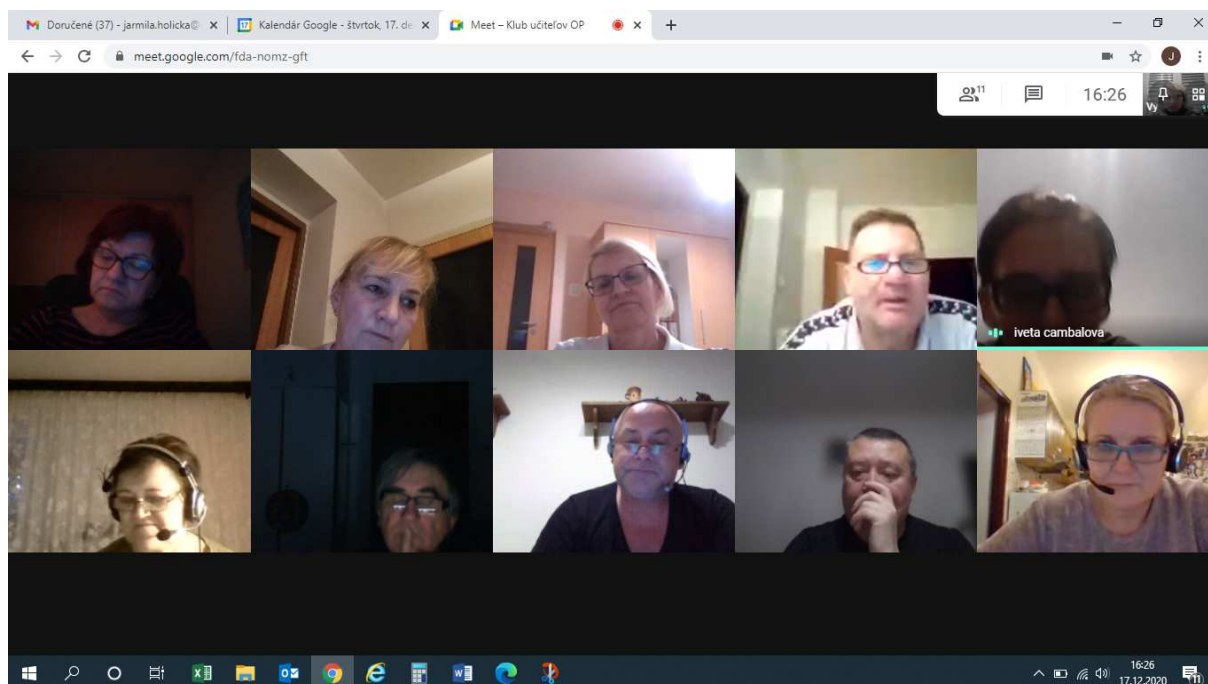 Doručené (37) - jarmila.holicka@
Kalendár Google - štvrtok, 17. de
Meet – Klub učiteľov OP
meet.google.com/fda-nomz-gft
J
11
16:26
Vy
iveta cambalova
16:26
17.12.2020